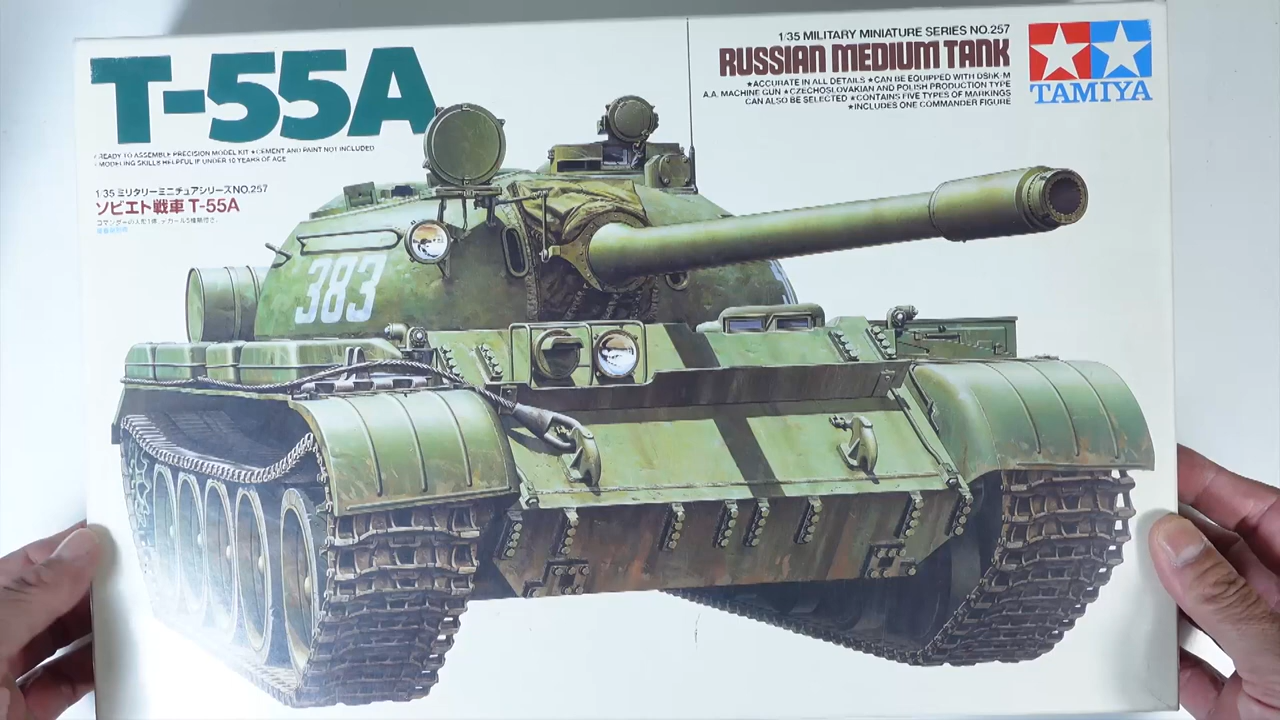 T-55A
★READY TO ASSEMBLE PRECISION MODEL KIT ★CEMENT AND PAINT NOT INCLUDED
★MODELING SKILLS HELPFUL IF UNDER 10 YEARS OF AGE
1/35 ミリタリーミニチュアシリーズNO.257
ソビエト戦車 T-55A
1/35 MILITARY MINIATURE SERIES NO.257
RUSSIAN MEDIUM TANK
★ACCURATE IN ALL DETAILS ★CAN BE EQUIPPED WITH DShK-M
A.A. MACHINE GUN ★CZECHOSLOVAKIAN AND POLISH PRODUCTION TYPE
CAN ALSO BE SELECTED ★CONTAINS FIVE TYPES OF MARKINGS
★INCLUDES ONE COMMANDER FIGURE
TAMIYA
383